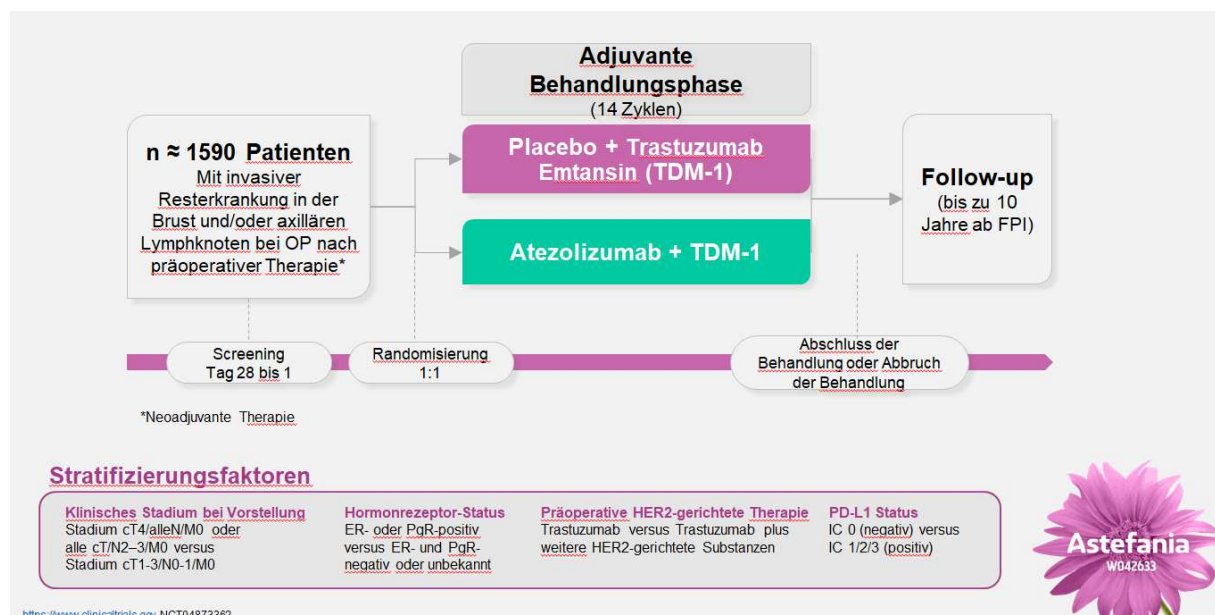 Adjuvante
Behandlungsphase
(14 Zyklen)
n ≈ 1590 Patienten
Mit invasiver
Resterkrankung in der
Brust und/oder axillären
Lymphknoten bei OP nach
präoperativer Therapie*
Placebo + Trastuzumab
Emtansin (TDM-1)
Atezolizumab + TDM-1
Follow-up
(bis zu 10
Jahre ab FPI)
Screening
Tag 28 bis 1
Randomisierung
1:1
Abschluss der
Behandlung oder Abbruch
der Behandlung
*Neoadjuvante Therapie
Stratifizierungsfaktoren
Klinisches Stadium bei Vorstellung
Stadium cT4/alleN/M0 oder
alle cT/N2–3/M0 versus
Stadium cT1-3/N0-1/M0
Hormonrezeptor-Status
ER- oder PgR-positiv
versus ER- und PgR-
negativ oder unbekannt
Präoperative HER2-gerichtete Therapie
Trastuzumab versus Trastuzumab plus
weitere HER2-gerichtete Substanzen
PD-L1 Status
IC 0 (negativ) versus
IC 1/2/3 (positiv)
Astefania
WO42633
https://www.clinicaltrials.gov NCT04873362